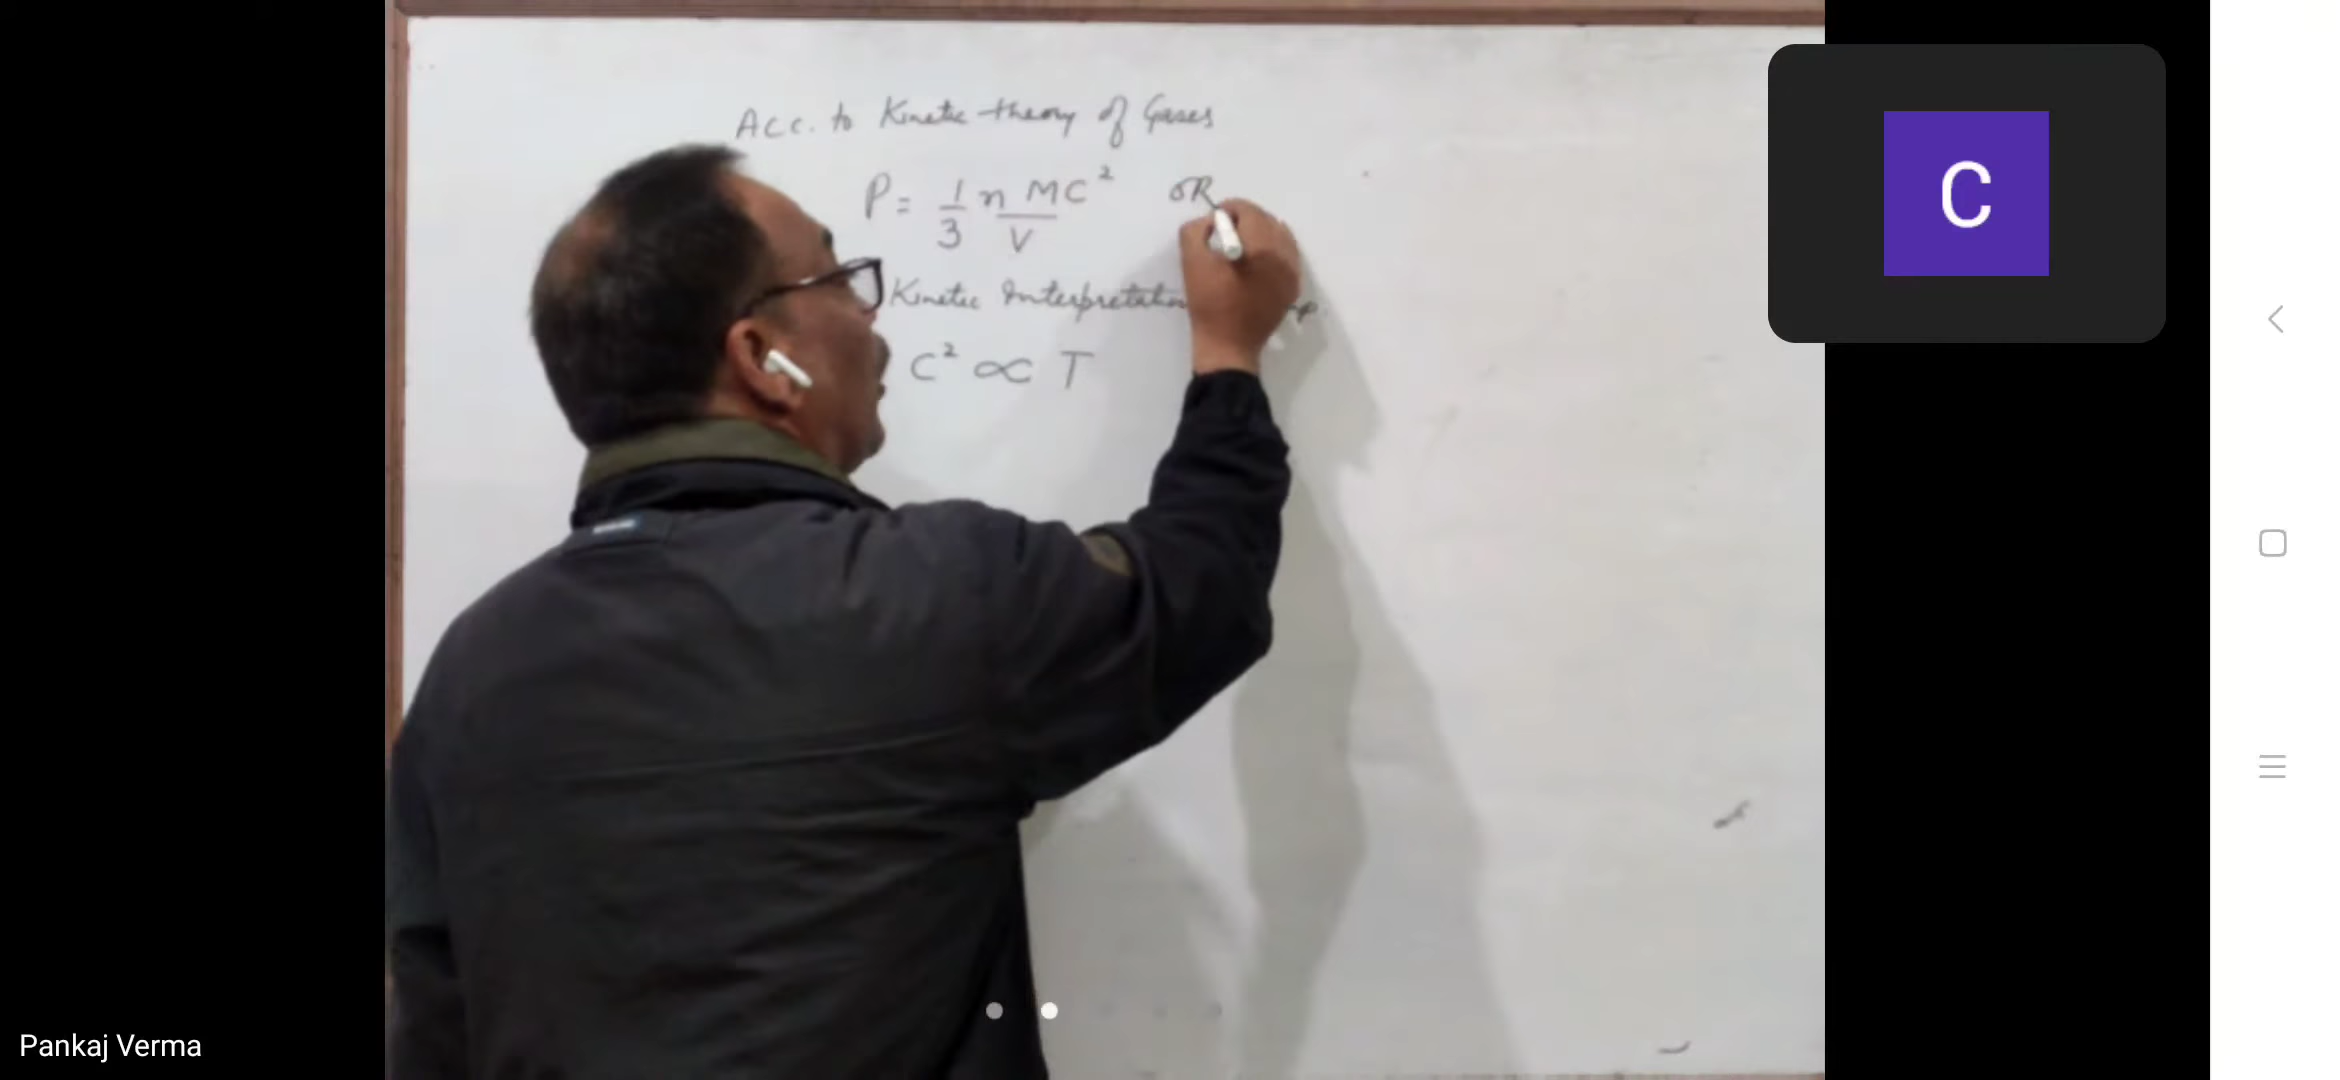 Acc. to Kinetic theory of Gases
P = 1/3 n MC² / V OR
Kinetic Interpretation
C² ∝ T
C
Pankaj Verma